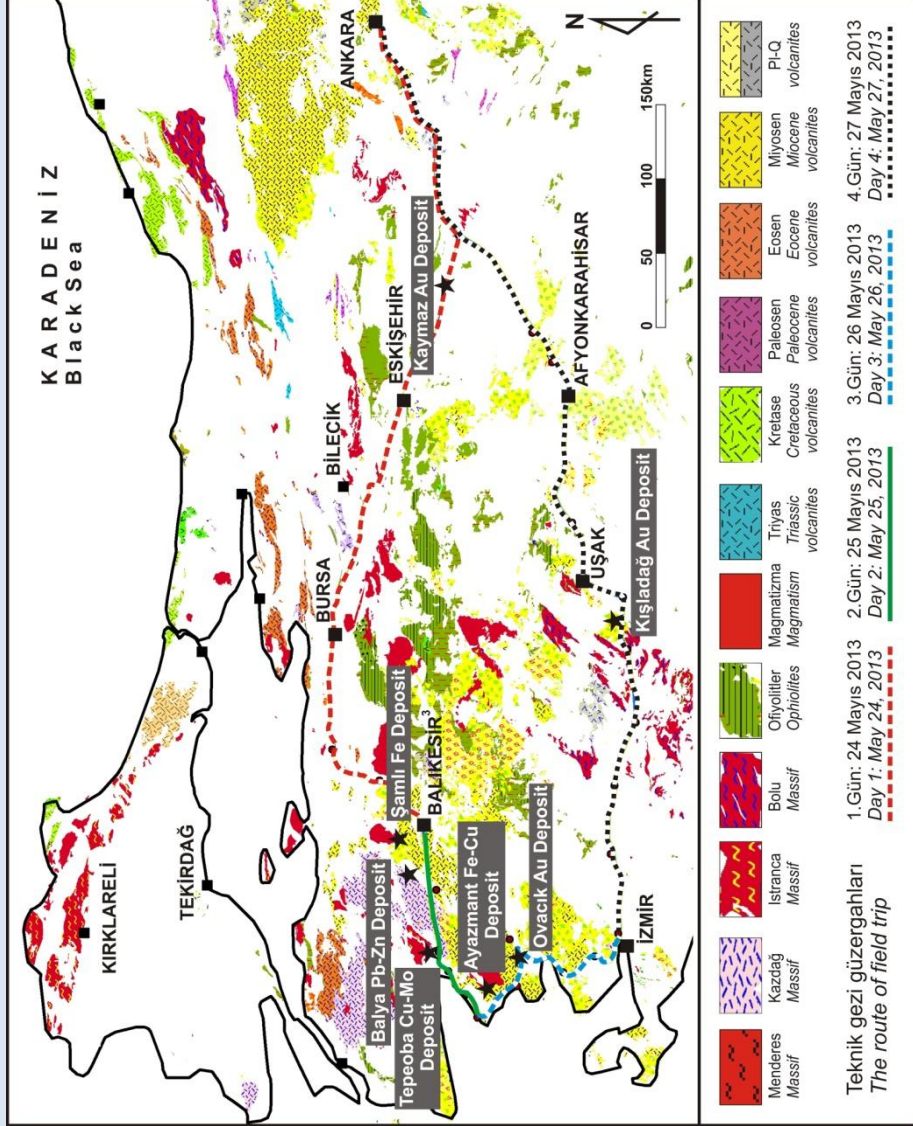 KARADENİZ
Black Sea
KIRKLARELİ
TEKİRDAĞ
ANKARA
BURSA
BİLEÇİK
ESKİŞEHİR
Kaymaz Au Deposit
Şamlı Fe Deposit
BALIKESİR³
Balya Pb-Zn Deposit
Tepeoba Cu-Mo
Deposit
Ayazmant Fe-Cu
Deposit
Ovacık Au Deposit
İZMİR
UŞAK
Kışladağ Au Deposit
AFYONKARAHİSAR
N
0 50 100 150km
Menderes
Massif
Kazdağ
Massif
Istranca
Massif
Bolu
Massif
Ofiyolitler
Ophiolites
Magmatizma
Magmatism
Triyas
Triassic
volcanites
Kretase
Cretaceous
volcanites
Paleosen
Paleocene
volcanites
Eosen
Eocene
volcanites
Miyosen
Miocene
volcanites
Pl-Q
volcanites
Teknik gezi güzergahları
The route of field trip
1.Gün: 24 Mayıs 2013
Day 1: May 24, 2013
2.Gün: 25 Mayıs 2013
Day 2: May 25, 2013
3.Gün: 26 Mayıs 2013
Day 3: May 26, 2013
4.Gün: 27 Mayıs 2013
Day 4: May 27, 2013